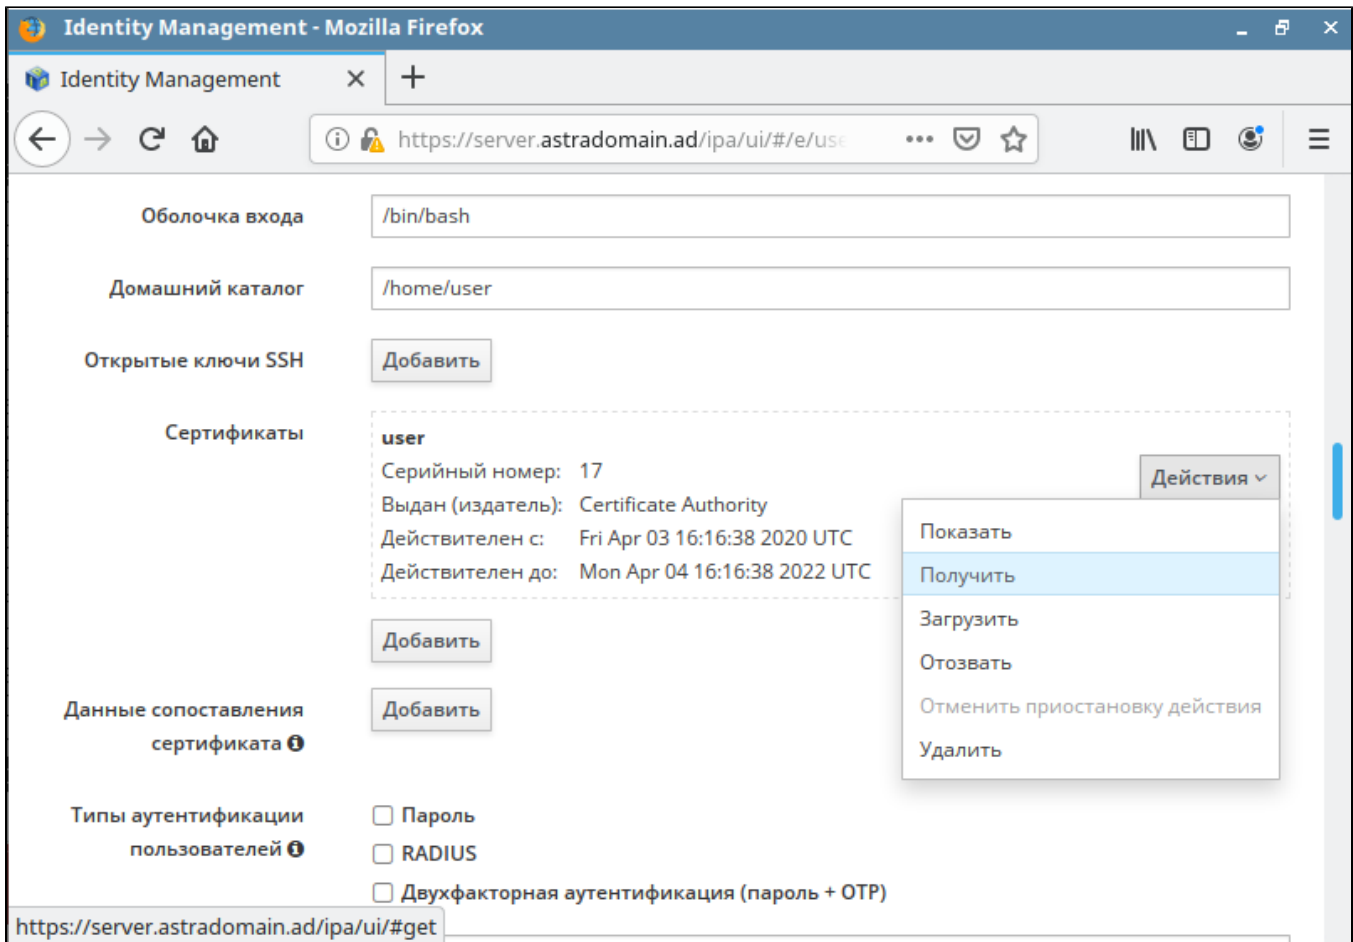 Identity Management - Mozilla Firefox
Identity Management
https://server.astradomain.ad/ipa/ui/#/e/use
Оболочка входа
/bin/bash
Домашний каталог
/home/user
Открытые ключи SSH
Добавить
Сертификаты
user
Серийный номер: 17
Действия
Выдан (издатель): Certificate Authority
Действителен с: Fri Apr 03 16:16:38 2020 UTC
Действителен до: Mon Apr 04 16:16:38 2022 UTC
Показать
Получить
Загрузить
Отозвать
Отменить приостановку действия
Удалить
Добавить
Данные сопоставления
сертификата
Добавить
Типы аутентификации
пользователей
Пароль
RADIUS
Двухфакторная аутентификация (пароль + OTP)
https://server.astradomain.ad/ipa/ui/#get